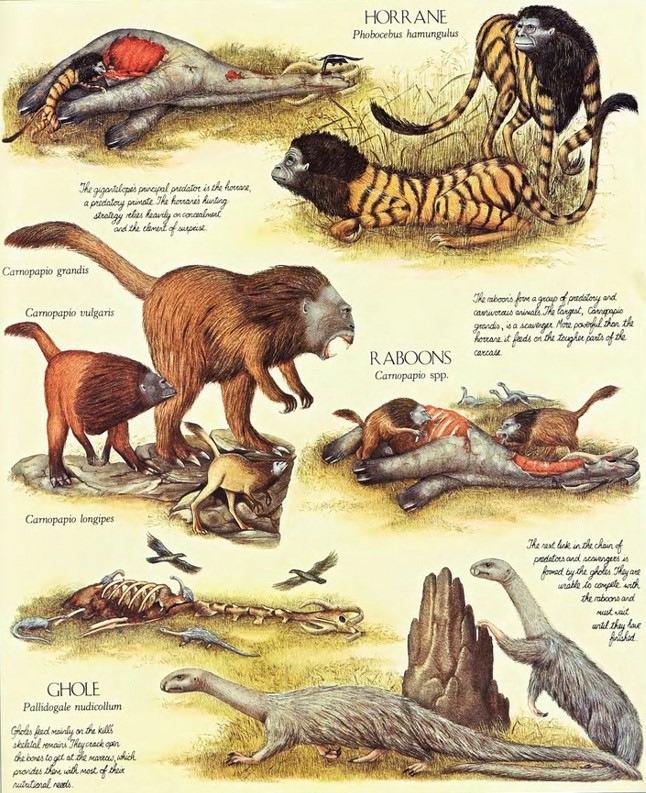 HORRANE
Phobocebus hamungulus
The gigantelope's principal predator is the horrane,
a predatory primate. The horrane's hunting
strategy relies heavily on concealment
and the element of surprise.
Carnopapio grandis
Carnopapio vulgaris
The raboons form a group of predatory and
carnivorous animals. The largest, Carnopapio
grandis, is a scavenger. More powerful than the
horrane it feeds on the tougher parts of the
carcase.
RABOONS
Carnopapio spp.
Carnopapio longipes
The next link in the chain of
predators and scavengers is
formed by the gholes. They are
unable to compete with
the raboons and
must wait
until they have
finished.
GHOLE
Pallidogale nudicollum
Gholes feed mainly on the kill's
skeletal remains. They crack open
the bones to get at the marrow, which
provides them with most of their
nutritional needs.